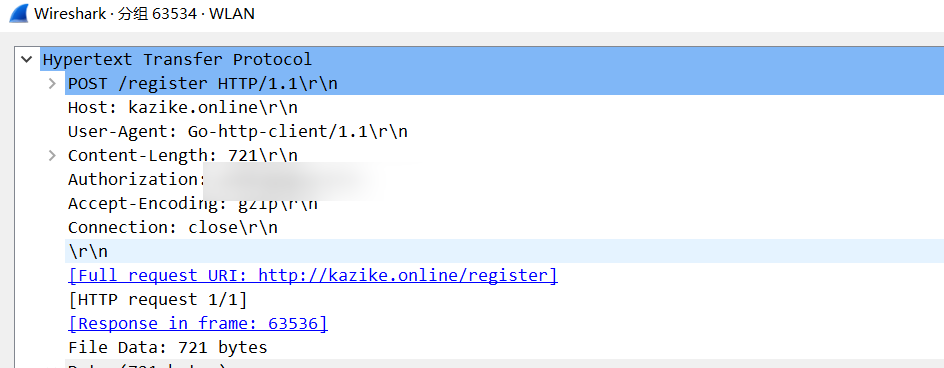 Wireshark · 分组 63534 · WLAN
Hypertext Transfer Protocol
POST /register HTTP/1.1\r\n
Host: kazike.online\r\n
User-Agent: Go-http-client/1.1\r\n
Content-Length: 721\r\n
Authorization:
Accept-Encoding: gzip\r\n
Connection: close\r\n
\r\n
[Full request URI: http://kazike.online/register]
[HTTP request 1/1]
[Response in frame: 63536]
File Data: 721 bytes